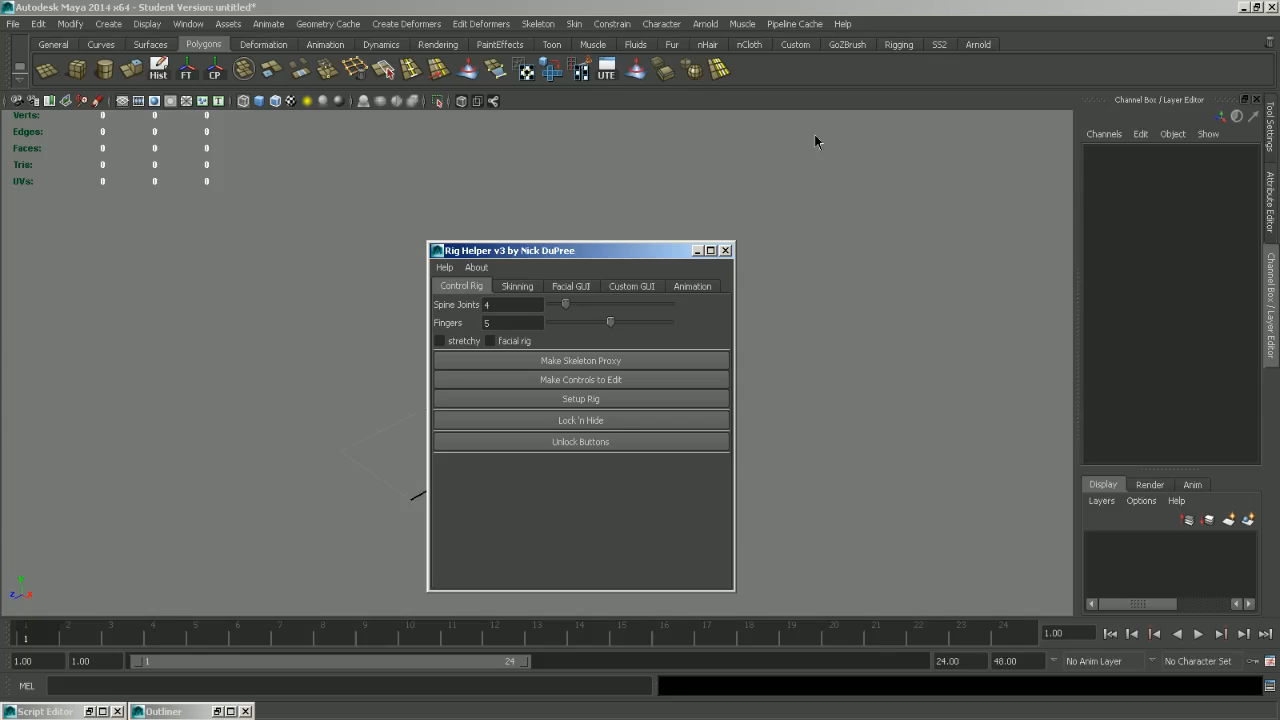 Autodesk Maya 2014 x64 - Student Version: untitled*
File Edit Modify Create Display Window Assets Animate Geometry Cache Create Deformers Edit Deformers Skeleton Skin Constrain Character Arnold Muscle Pipeline Cache Help
General Curves Surfaces Polygons Deformation Animation Dynamics Rendering PaintEffects Toon Muscle Fluids Fur nHair nCloth Custom GoZBrush Rigging SS2 Arnold
Hist FT CP UTE
Channel Box / Layer Editor
Verts: 0 0 0
Edges: 0 0 0
Faces: 0 0 0
Tris: 0 0 0
UVs: 0 0 0
Channels Edit Object Show
Tool Settings
Attribute Editor
Channel Box / Layer Editor
Rig Helper v3 by Nick DuPree
Help About
Control Rig Skinning Facial GUI Custom GUI Animation
Spine Joints 4
Fingers 5
stretchy facial rig
Make Skeleton Proxy
Make Controls to Edit
Setup Rig
Lock 'n Hide
Unlock Buttons
Display Render Anim
Layers Options Help
y
z x
1 2 3 4 5 6 7 8 9 10 11 12 13 14 15 16 17 18 19 20 21 22 23 24
1
1.00
1.00 1.00 1 24 24.00 48.00 No Anim Layer No Character Set
MEL
Script Editor Outliner